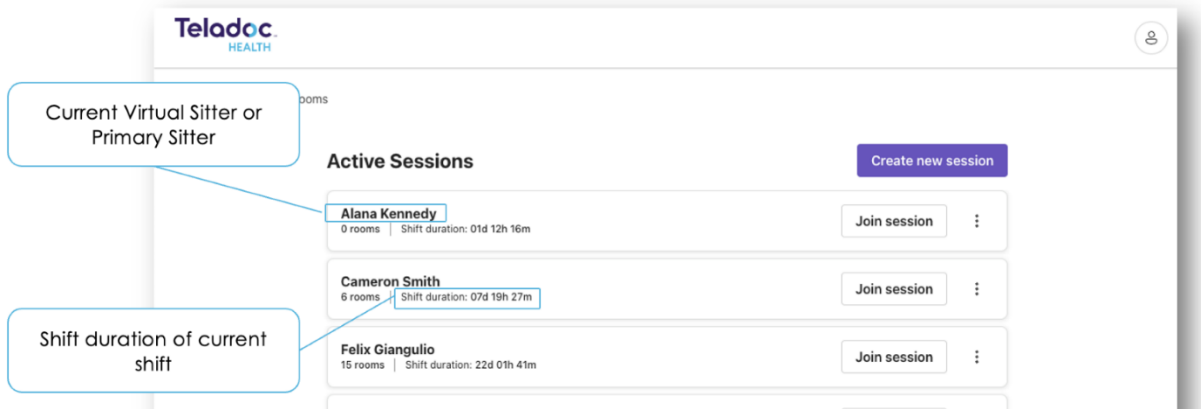 Teladoc.
HEALTH
Current Virtual Sitter or
Primary Sitter
ooms
Active Sessions
Create new session
Alana Kennedy
0 rooms | Shift duration: 01d 12h 16m
Join session
Cameron Smith
6 rooms | Shift duration: 07d 19h 27m
Join session
Shift duration of current
shift
Felix Giangulio
15 rooms | Shift duration: 22d 01h 41m
Join session